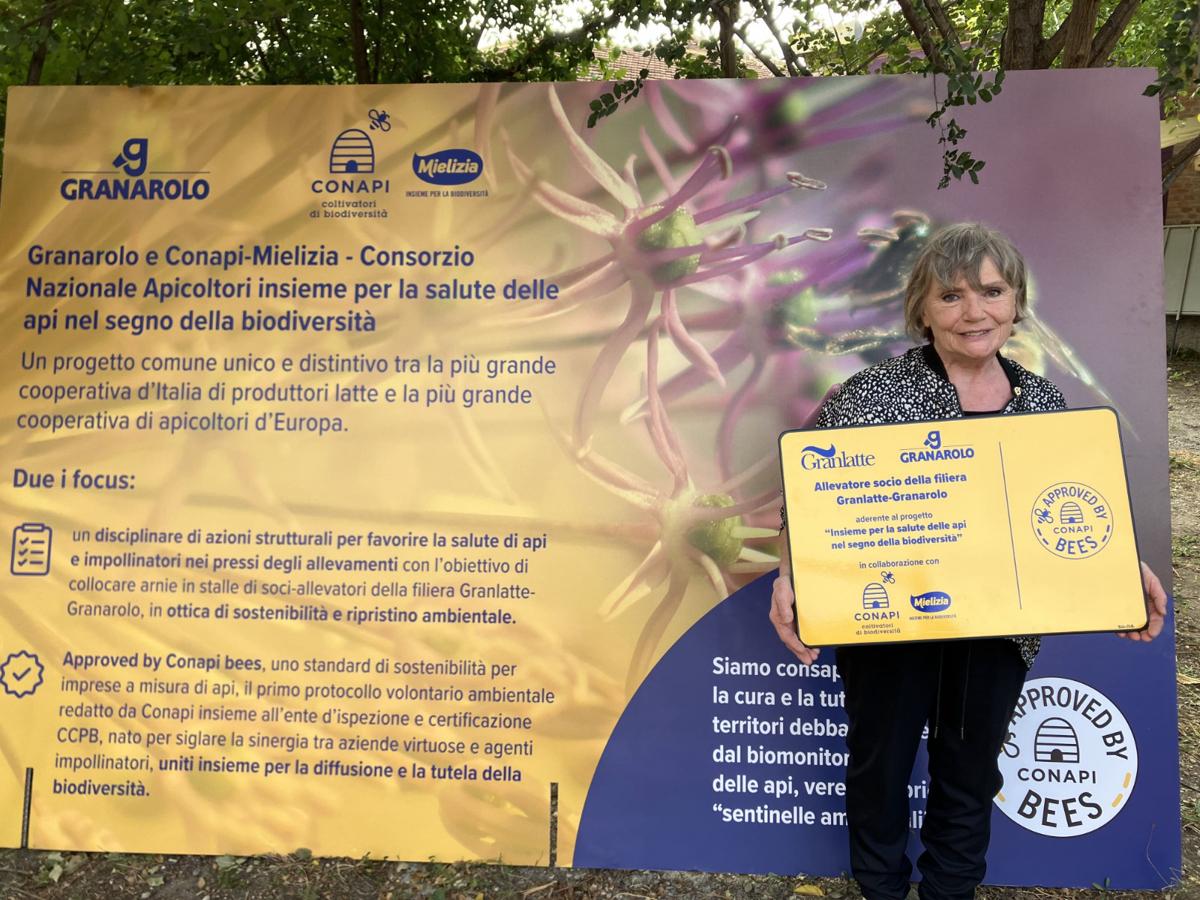 GRANAROLO
CONAPI
coltivatori
di biodiversità
Mielizia
INSIEME PER LA BIODIVERSITÀ
Granarolo e Conapi-Mielizia - Consorzio
Nazionale Apicoltori insieme per la salute delle
api nel segno della biodiversità
Un progetto comune unico e distintivo tra la più grande
cooperativa d'Italia di produttori latte e la più grande
cooperativa di apicoltori d'Europa.
Due i focus:
un disciplinare di azioni strutturali per favorire la salute di api
e impollinatori nei pressi degli allevamenti con l'obiettivo di
collocare arnie in stalle di soci-allevatori della filiera Granlatte-
Granarolo, in ottica di sostenibilità e ripristino ambientale.
Approved by Conapi bees, uno standard di sostenibilità per
imprese a misura di api, il primo protocollo volontario ambientale
redatto da Conapi insieme all'ente d'ispezione e certificazione
CCPB, nato per siglare la sinergia tra aziende virtuose e agenti
impollinatori, uniti insieme per la diffusione e la tutela della
biodiversità.
Granlatte
GRANAROLO
Allevatore socio della filiera
Granlatte-Granarolo
aderente al progetto
“Insieme per la salute delle api
nel segno della biodiversità”
in collaborazione con
CONAPI
coltivatori
di biodiversità
Mielizia
INSIEME PER LA BIODIVERSITÀ
APPROVED BY
CONAPI
BEES
Siamo
la cura e la
territori
dal
delle api,
“sentinelle
APPROVED BY
CONAPI
BEES